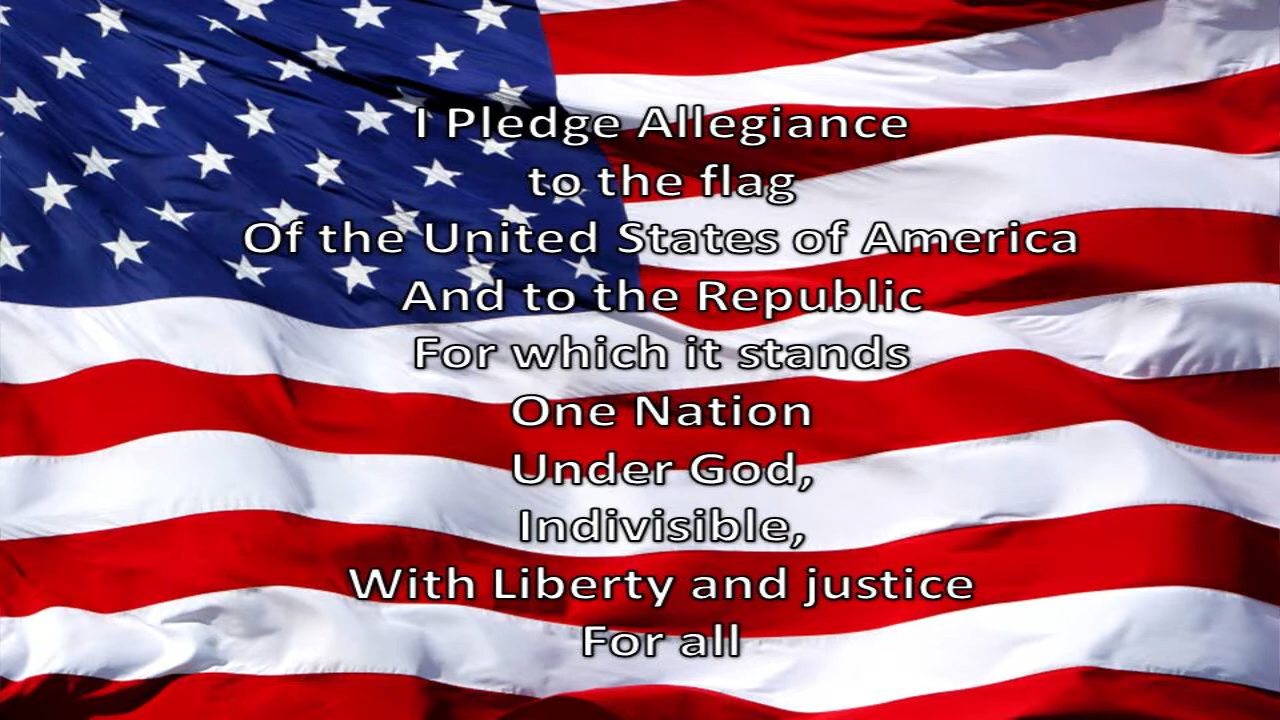 I Pledge Allegiance
to the flag
Of the United States of America
And to the Republic
For which it stands
One Nation
Under God,
Indivisible,
With Liberty and justice
For all